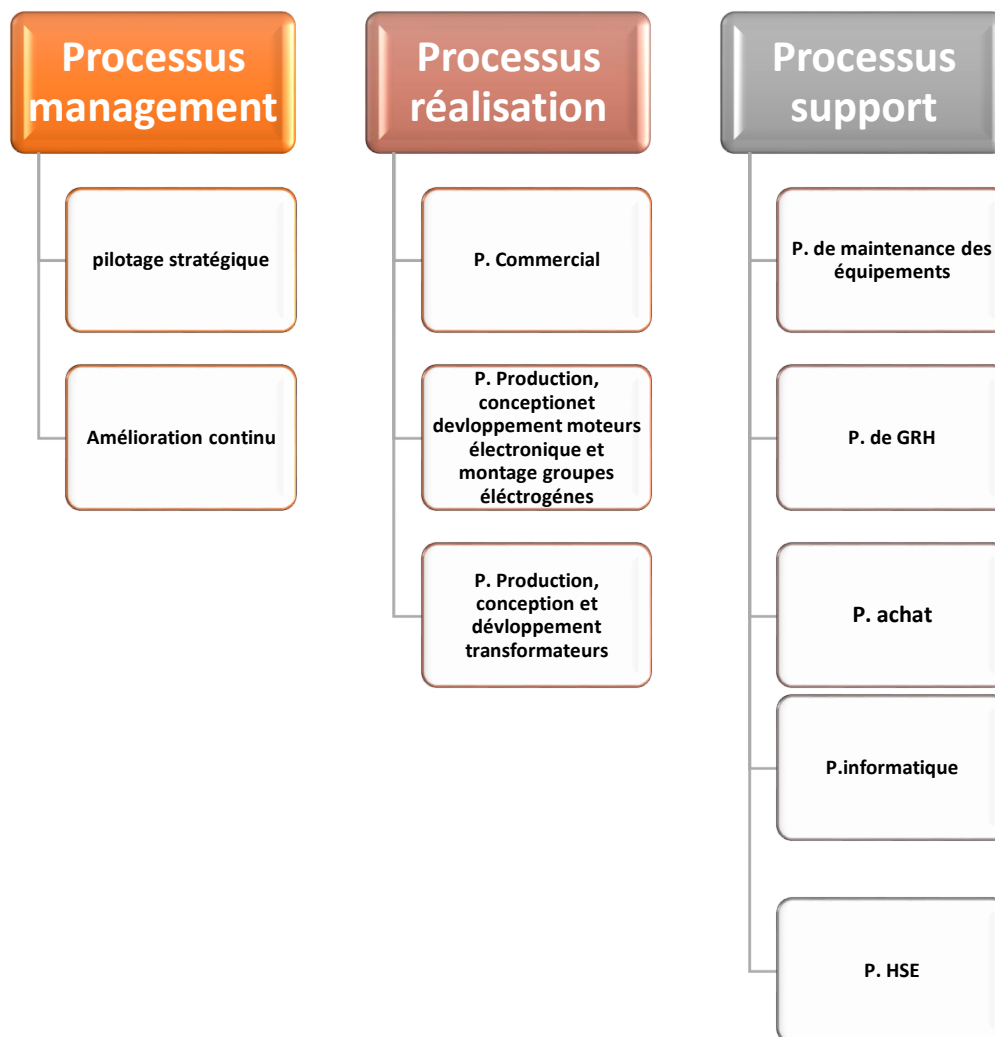 Processus
management
pilotage stratégique
Amélioration continu
Processus
réalisation
P. Commercial
P. Production,
conceptionet
devloppement moteurs
électronique et
montage groupes
éléctrogénes
P. Production,
conception et
dévloppement
transformateurs
Processus
support
P. de maintenance des
équipements
P. de GRH
P. achat
P.informatique
P. HSE